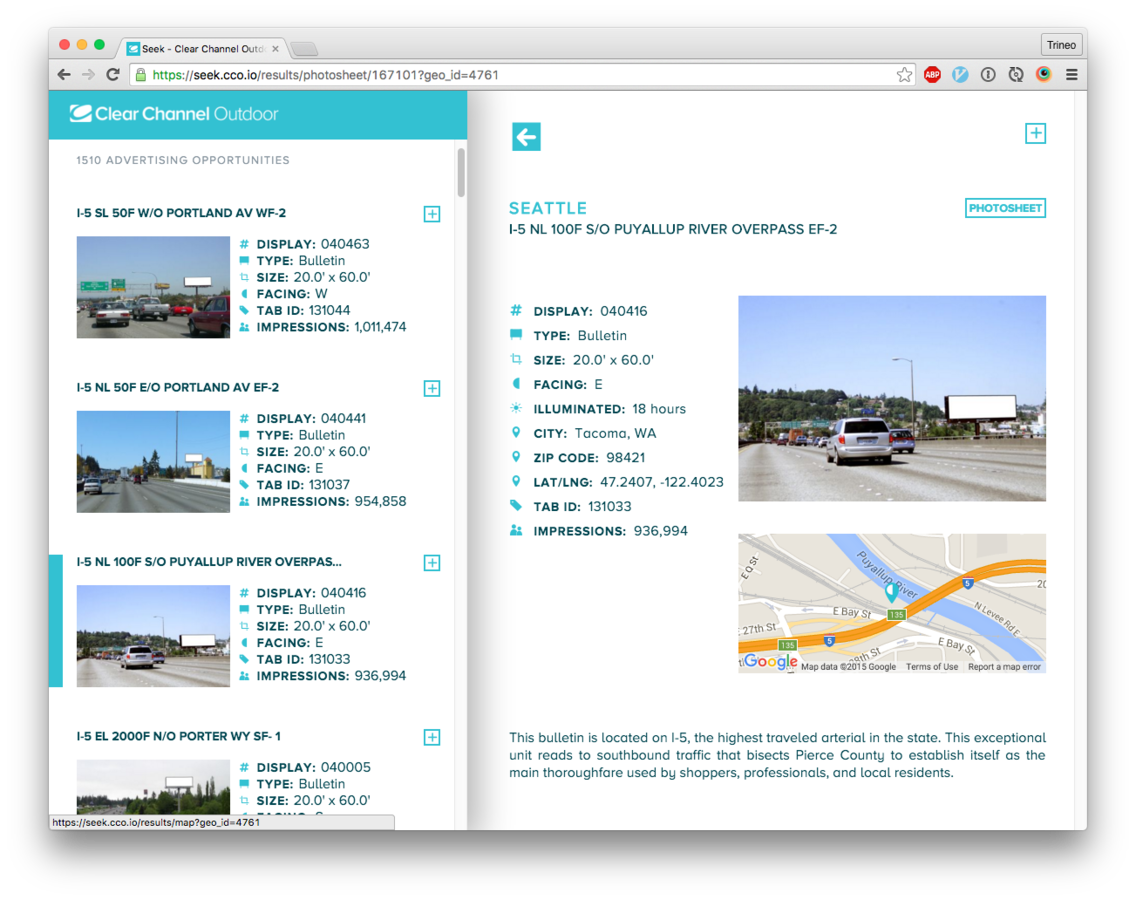 Seek - Clear Channel Outd
Trineo
https://seek.cco.io/results/photosheet/167101?geo_id=4761
ABP
Clear Channel Outdoor
1510 ADVERTISING OPPORTUNITIES
I-5 SL 50F W/O PORTLAND AV WF-2
# DISPLAY: 040463
TYPE: Bulletin
SIZE: 20.0' x 60.0'
FACING: W
TAB ID: 131044
IMPRESSIONS: 1,011,474
I-5 NL 50F E/O PORTLAND AV EF-2
# DISPLAY: 040441
TYPE: Bulletin
SIZE: 20.0' x 60.0'
FACING: E
TAB ID: 131037
IMPRESSIONS: 954,858
I-5 NL 100F S/O PUYALLUP RIVER OVERPAS...
# DISPLAY: 040416
TYPE: Bulletin
SIZE: 20.0' x 60.0'
FACING: E
TAB ID: 131033
IMPRESSIONS: 936,994
I-5 EL 2000F N/O PORTER WY SF- 1
# DISPLAY: 040005
TYPE: Bulletin
SIZE: 20.0' x 60.0'
https://seek.cco.io/results/map?geo_id=4761
SEATTLE
PHOTOSHEET
I-5 NL 100F S/O PUYALLUP RIVER OVERPASS EF-2
# DISPLAY: 040416
TYPE: Bulletin
SIZE: 20.0' x 60.0'
FACING: E
ILLUMINATED: 18 hours
CITY: Tacoma, WA
ZIP CODE: 98421
LAT/LNG: 47.2407, -122.4023
TAB ID: 131033
IMPRESSIONS: 936,994
E Q St
Puyallup River
5
20
E Bay St
135
N Levee Rd E
27th St
5
135
E Bay St
28th St
Google
Map data ©2015 Google
Terms of Use
Report a map error
This bulletin is located on I-5, the highest traveled arterial in the state. This exceptional
unit reads to southbound traffic that bisects Pierce County to establish itself as the
main thoroughfare used by shoppers, professionals, and local residents.